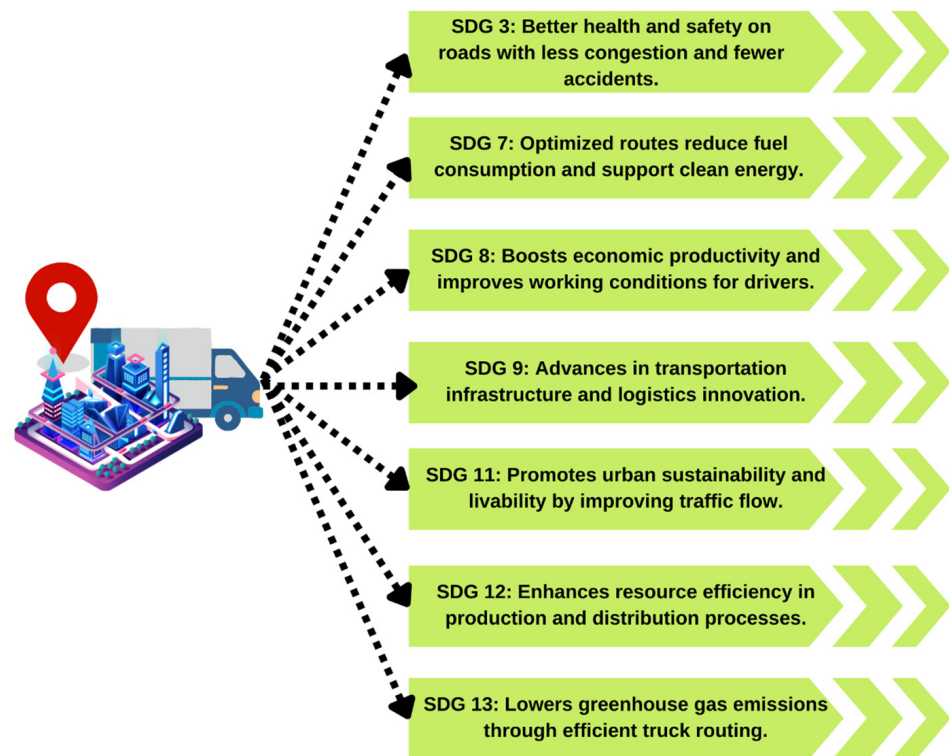 SDG 3: Better health and safety on
roads with less congestion and fewer
accidents.
SDG 7: Optimized routes reduce fuel
consumption and support clean energy.
SDG 8: Boosts economic productivity and
improves working conditions for drivers.
SDG 9: Advances in transportation
infrastructure and logistics innovation.
SDG 11: Promotes urban sustainability and
livability by improving traffic flow.
SDG 12: Enhances resource efficiency in
production and distribution processes.
SDG 13: Lowers greenhouse gas emissions
through efficient truck routing.